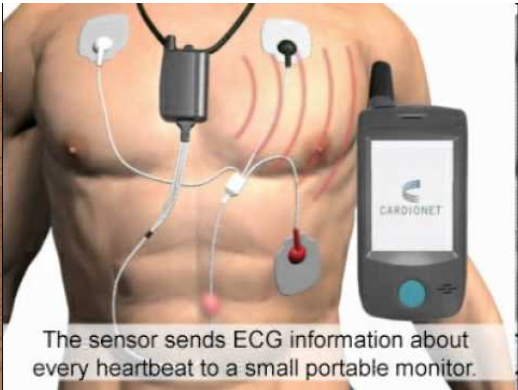 CARDIONET
The sensor sends ECG information about
every heartbeat to a small portable monitor.